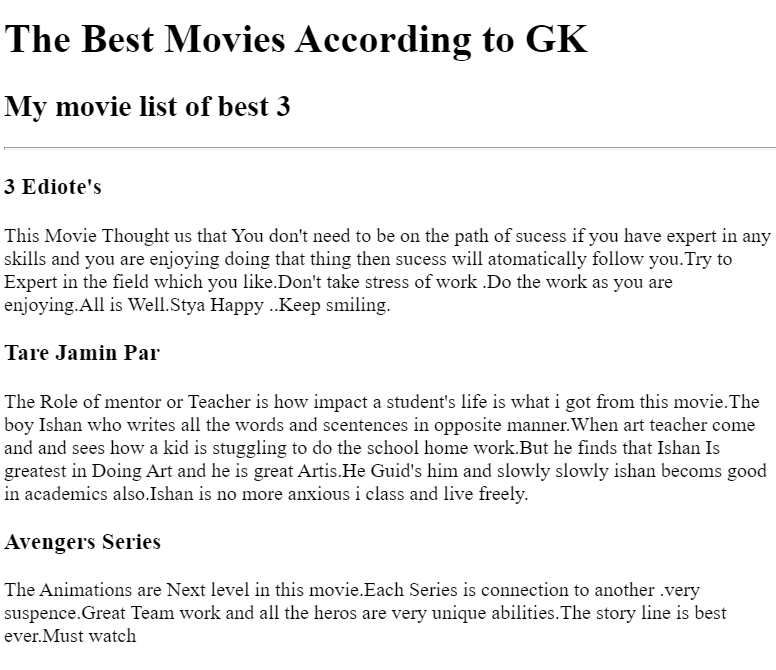 The Best Movies According to GK
My movie list of best 3
3 Ediote's
This Movie Thought us that You don't need to be on the path of sucess if you have expert in any
skills and you are enjoying doing that thing then sucess will atomatically follow you.Try to
Expert in the field which you like.Don't take stress of work .Do the work as you are
enjoying.All is Well.Stya Happy ..Keep smiling.
Tare Jamin Par
The Role of mentor or Teacher is how impact a student's life is what i got from this movie.The
boy Ishan who writes all the words and scentences in opposite manner.When art teacher come
and and sees how a kid is stuggling to do the school home work.But he finds that Ishan Is
greatest in Doing Art and he is great Artis.He Guid's him and slowly slowly ishan becoms good
in academics also.Ishan is no more anxious i class and live freely.
Avengers Series
The Animations are Next level in this movie.Each Series is connection to another .very
suspence.Great Team work and all the heros are very unique abilities.The story line is best
ever.Must watch